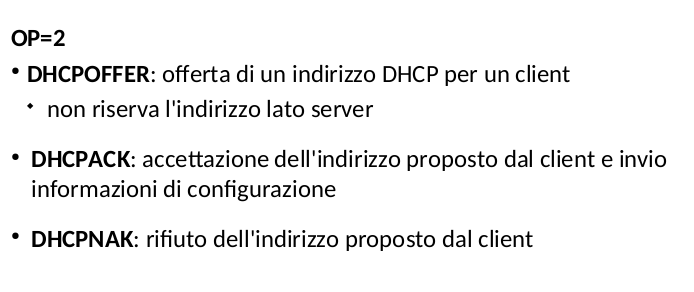 OP=2
• DHCPOFFER: offerta di un indirizzo DHCP per un client
• non riserva l'indirizzo lato server
• DHCPACK: accettazione dell'indirizzo proposto dal client e invio
informazioni di configurazione
• DHCPNAK: rifiuto dell'indirizzo proposto dal client